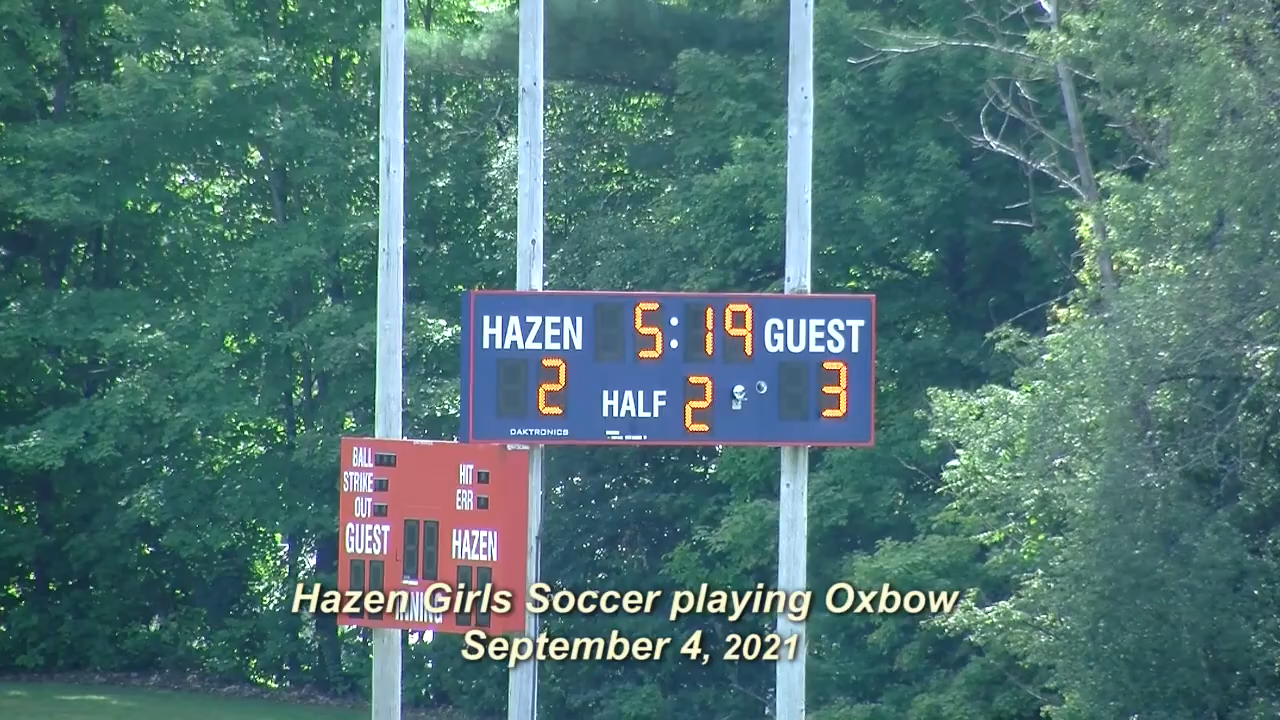 HAZEN 5:19 GUEST
2 HALF 2 3
DAKTRONICS
BALL HIT
STRIKE ERR
OUT
GUEST HAZEN
INNING
Hazen Girls Soccer playing Oxbow
September 4, 2021